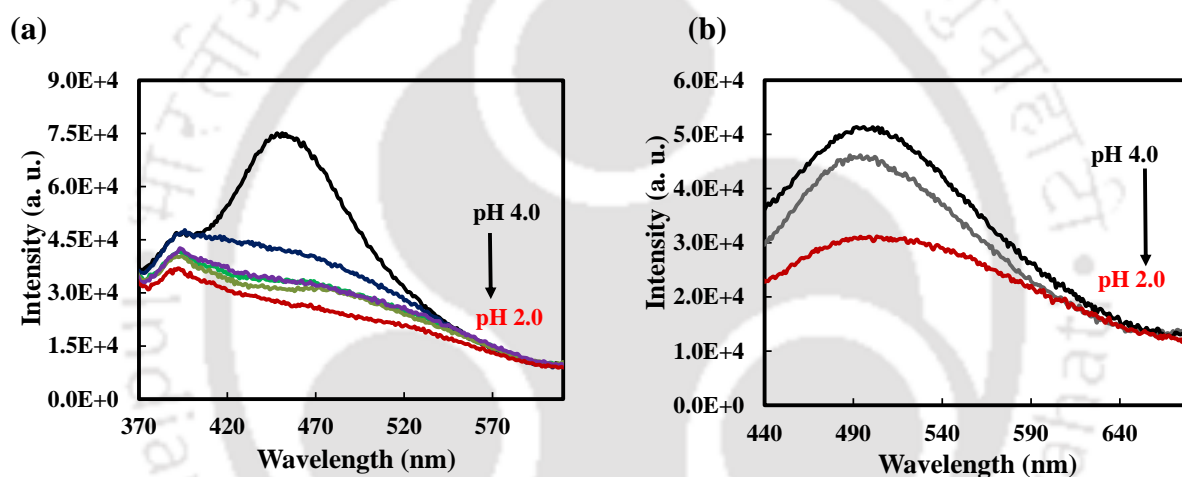 (a)
(b)
9.0E+4
7.5E+4
6.0E+4
4.5E+4
3.0E+4
1.5E+4
0.0E+0
Intensity (a. u.)
370 420 470 520 570
Wavelength (nm)
pH 4.0
pH 2.0
6.0E+4
5.0E+4
4.0E+4
3.0E+4
2.0E+4
1.0E+4
0.0E+0
Intensity (a. u.)
440 490 540 590 640
Wavelength (nm)
pH 4.0
pH 2.0